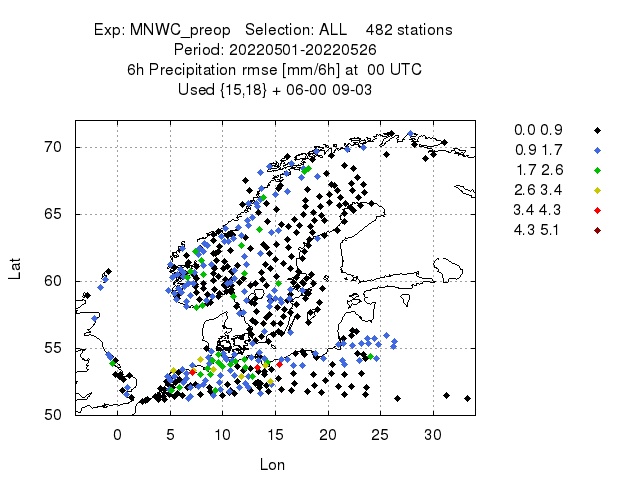 Exp: MNWC_preop   Selection: ALL    482 stations
Period: 20220501-20220526
6h Precipitation rmse [mm/6h] at  00 UTC
Used {15,18} + 06-00 09-03
0.0 0.9
0.9 1.7
1.7 2.6
2.6 3.4
3.4 4.3
4.3 5.1
70
65
60
55
50
Lat
0 5 10 15 20 25 30
Lon